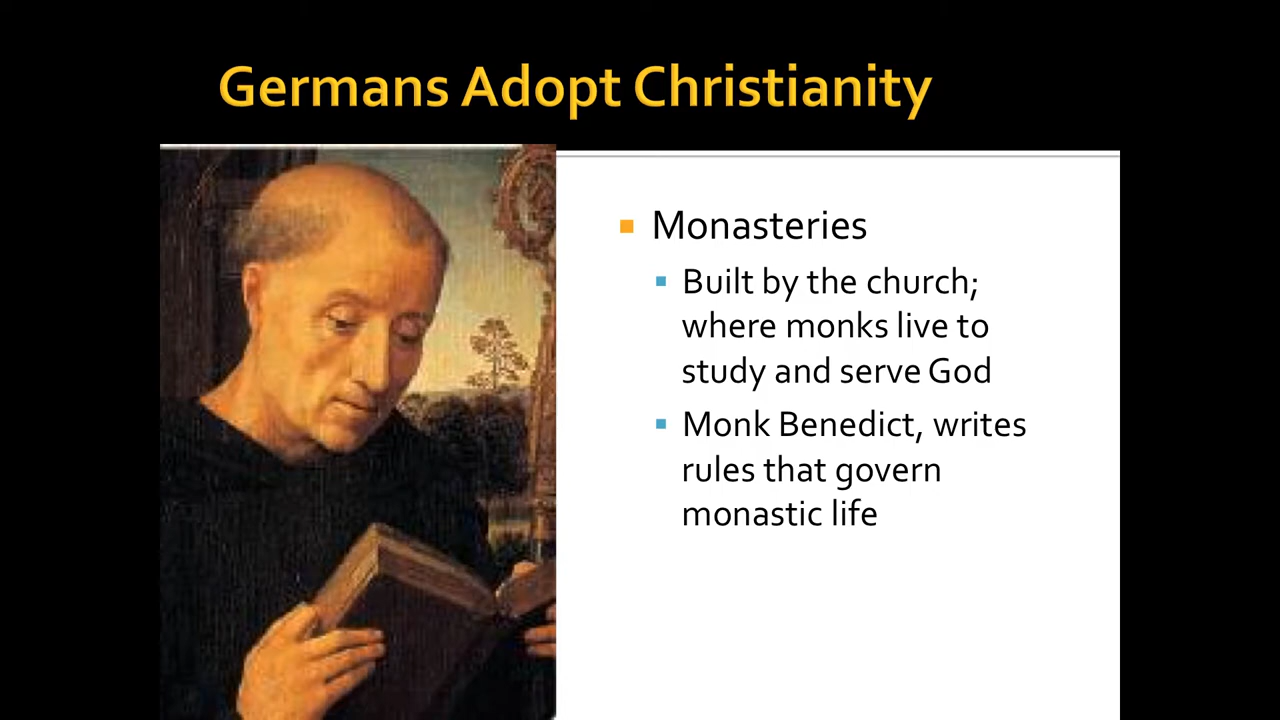 Germans Adopt Christianity
Monasteries
Built by the church;
where monks live to
study and serve God
Monk Benedict, writes
rules that govern
monastic life